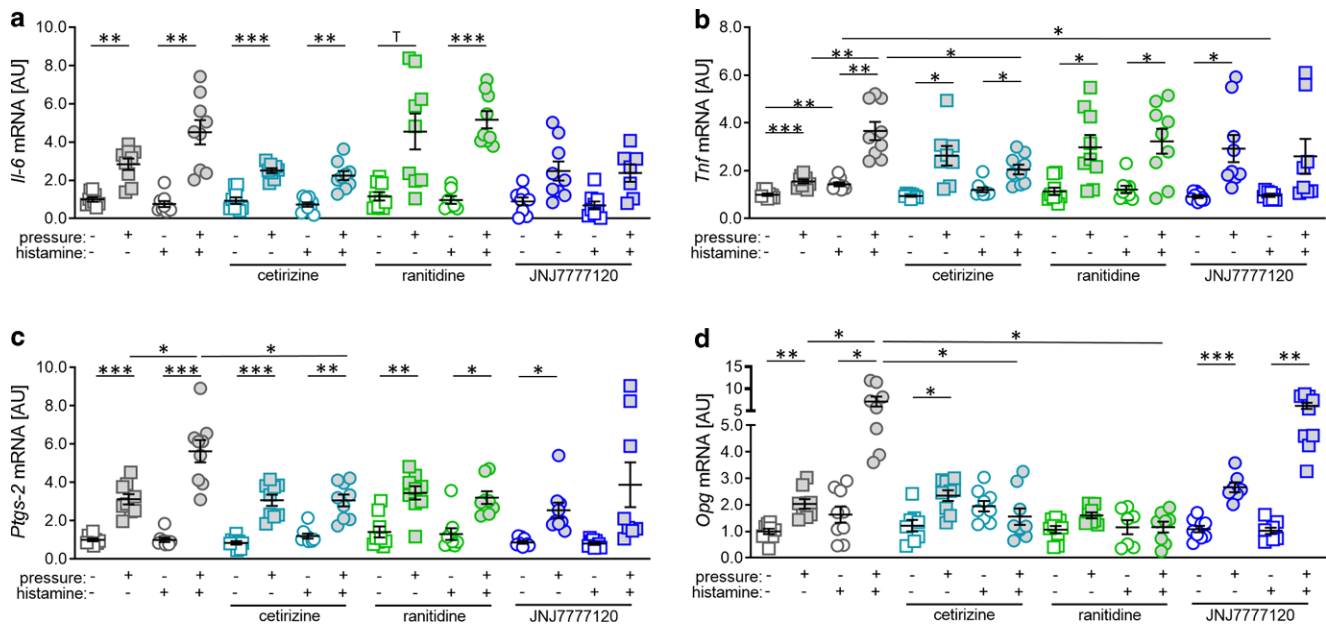 a
Il-6 mRNA [AU]
10.0
8.0
6.0
4.0
2.0
0.0
** ** *** ** T ***
pressure: - + - + - + - + - + - + - + - +
histamine: - - + + - - + + - - + + - - + +
cetirizine ranitidine JNJ7777120
b
Tnf mRNA [AU]
8.0
6.0
4.0
2.0
0.0
*
** *
** * * * * *
**
***
pressure: - + - + - + - + - + - + - + - +
histamine: - - + + - - + + - - + + - - + +
cetirizine ranitidine JNJ7777120
c
Ptgs-2 mRNA [AU]
10.0
8.0
6.0
4.0
2.0
0.0
* *
*** *** *** ** ** * *
pressure: - + - + - + - + - + - + - + - +
histamine: - - + + - - + + - - + + - - + +
cetirizine ranitidine JNJ7777120
d
Opg mRNA [AU]
15
10
5
4.0
3.0
2.0
1.0
0.0
* *
** * * *** **
*
pressure: - + - + - + - + - + - + - + - +
histamine: - - + + - - + + - - + + - - + +
cetirizine ranitidine JNJ7777120